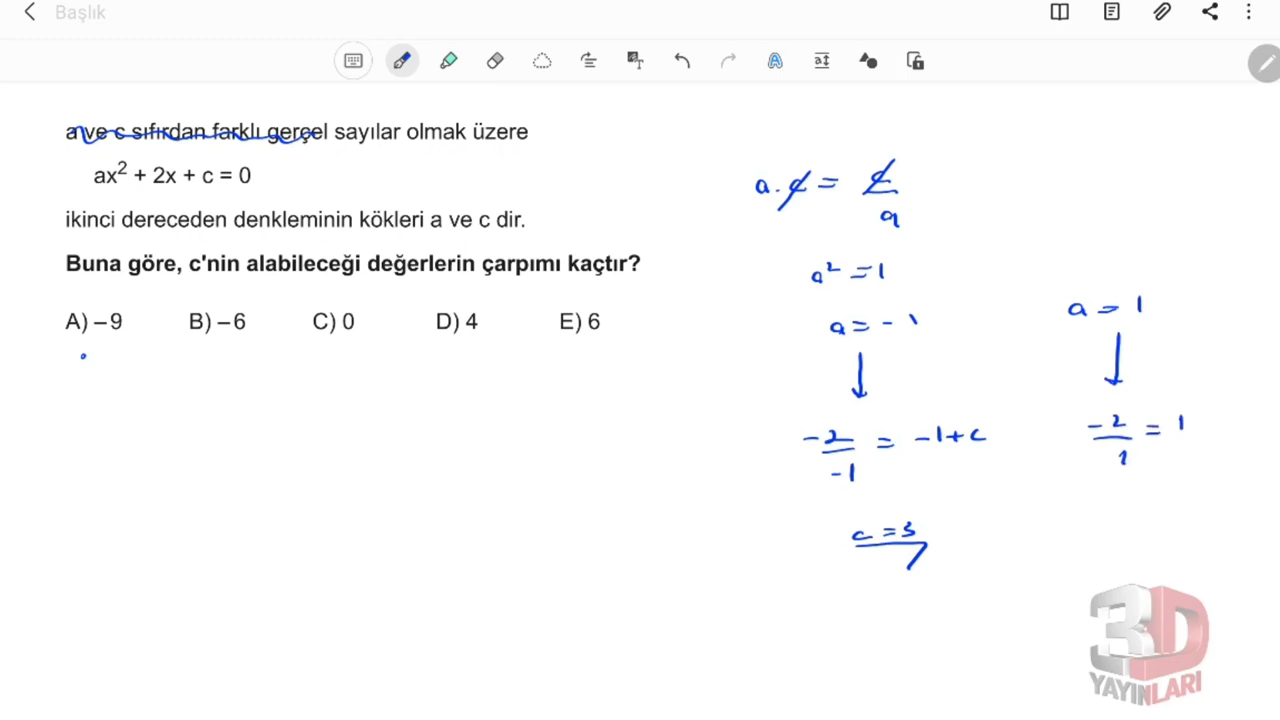 Başlık
a ve c sıfırdan farklı gerçel sayılar olmak üzere
ax² + 2x + c = 0
ikinci dereceden denkleminin kökleri a ve c dir.
Buna göre, c'nin alabileceği değerlerin çarpımı kaçtır?
A) –9 B) –6 C) 0 D) 4 E) 6
a.c = c/a
a² = 1
a = -1
-2/-1 = -1+c
c = 3
a = 1
-2/1 = 1
3D
YAYINLARI